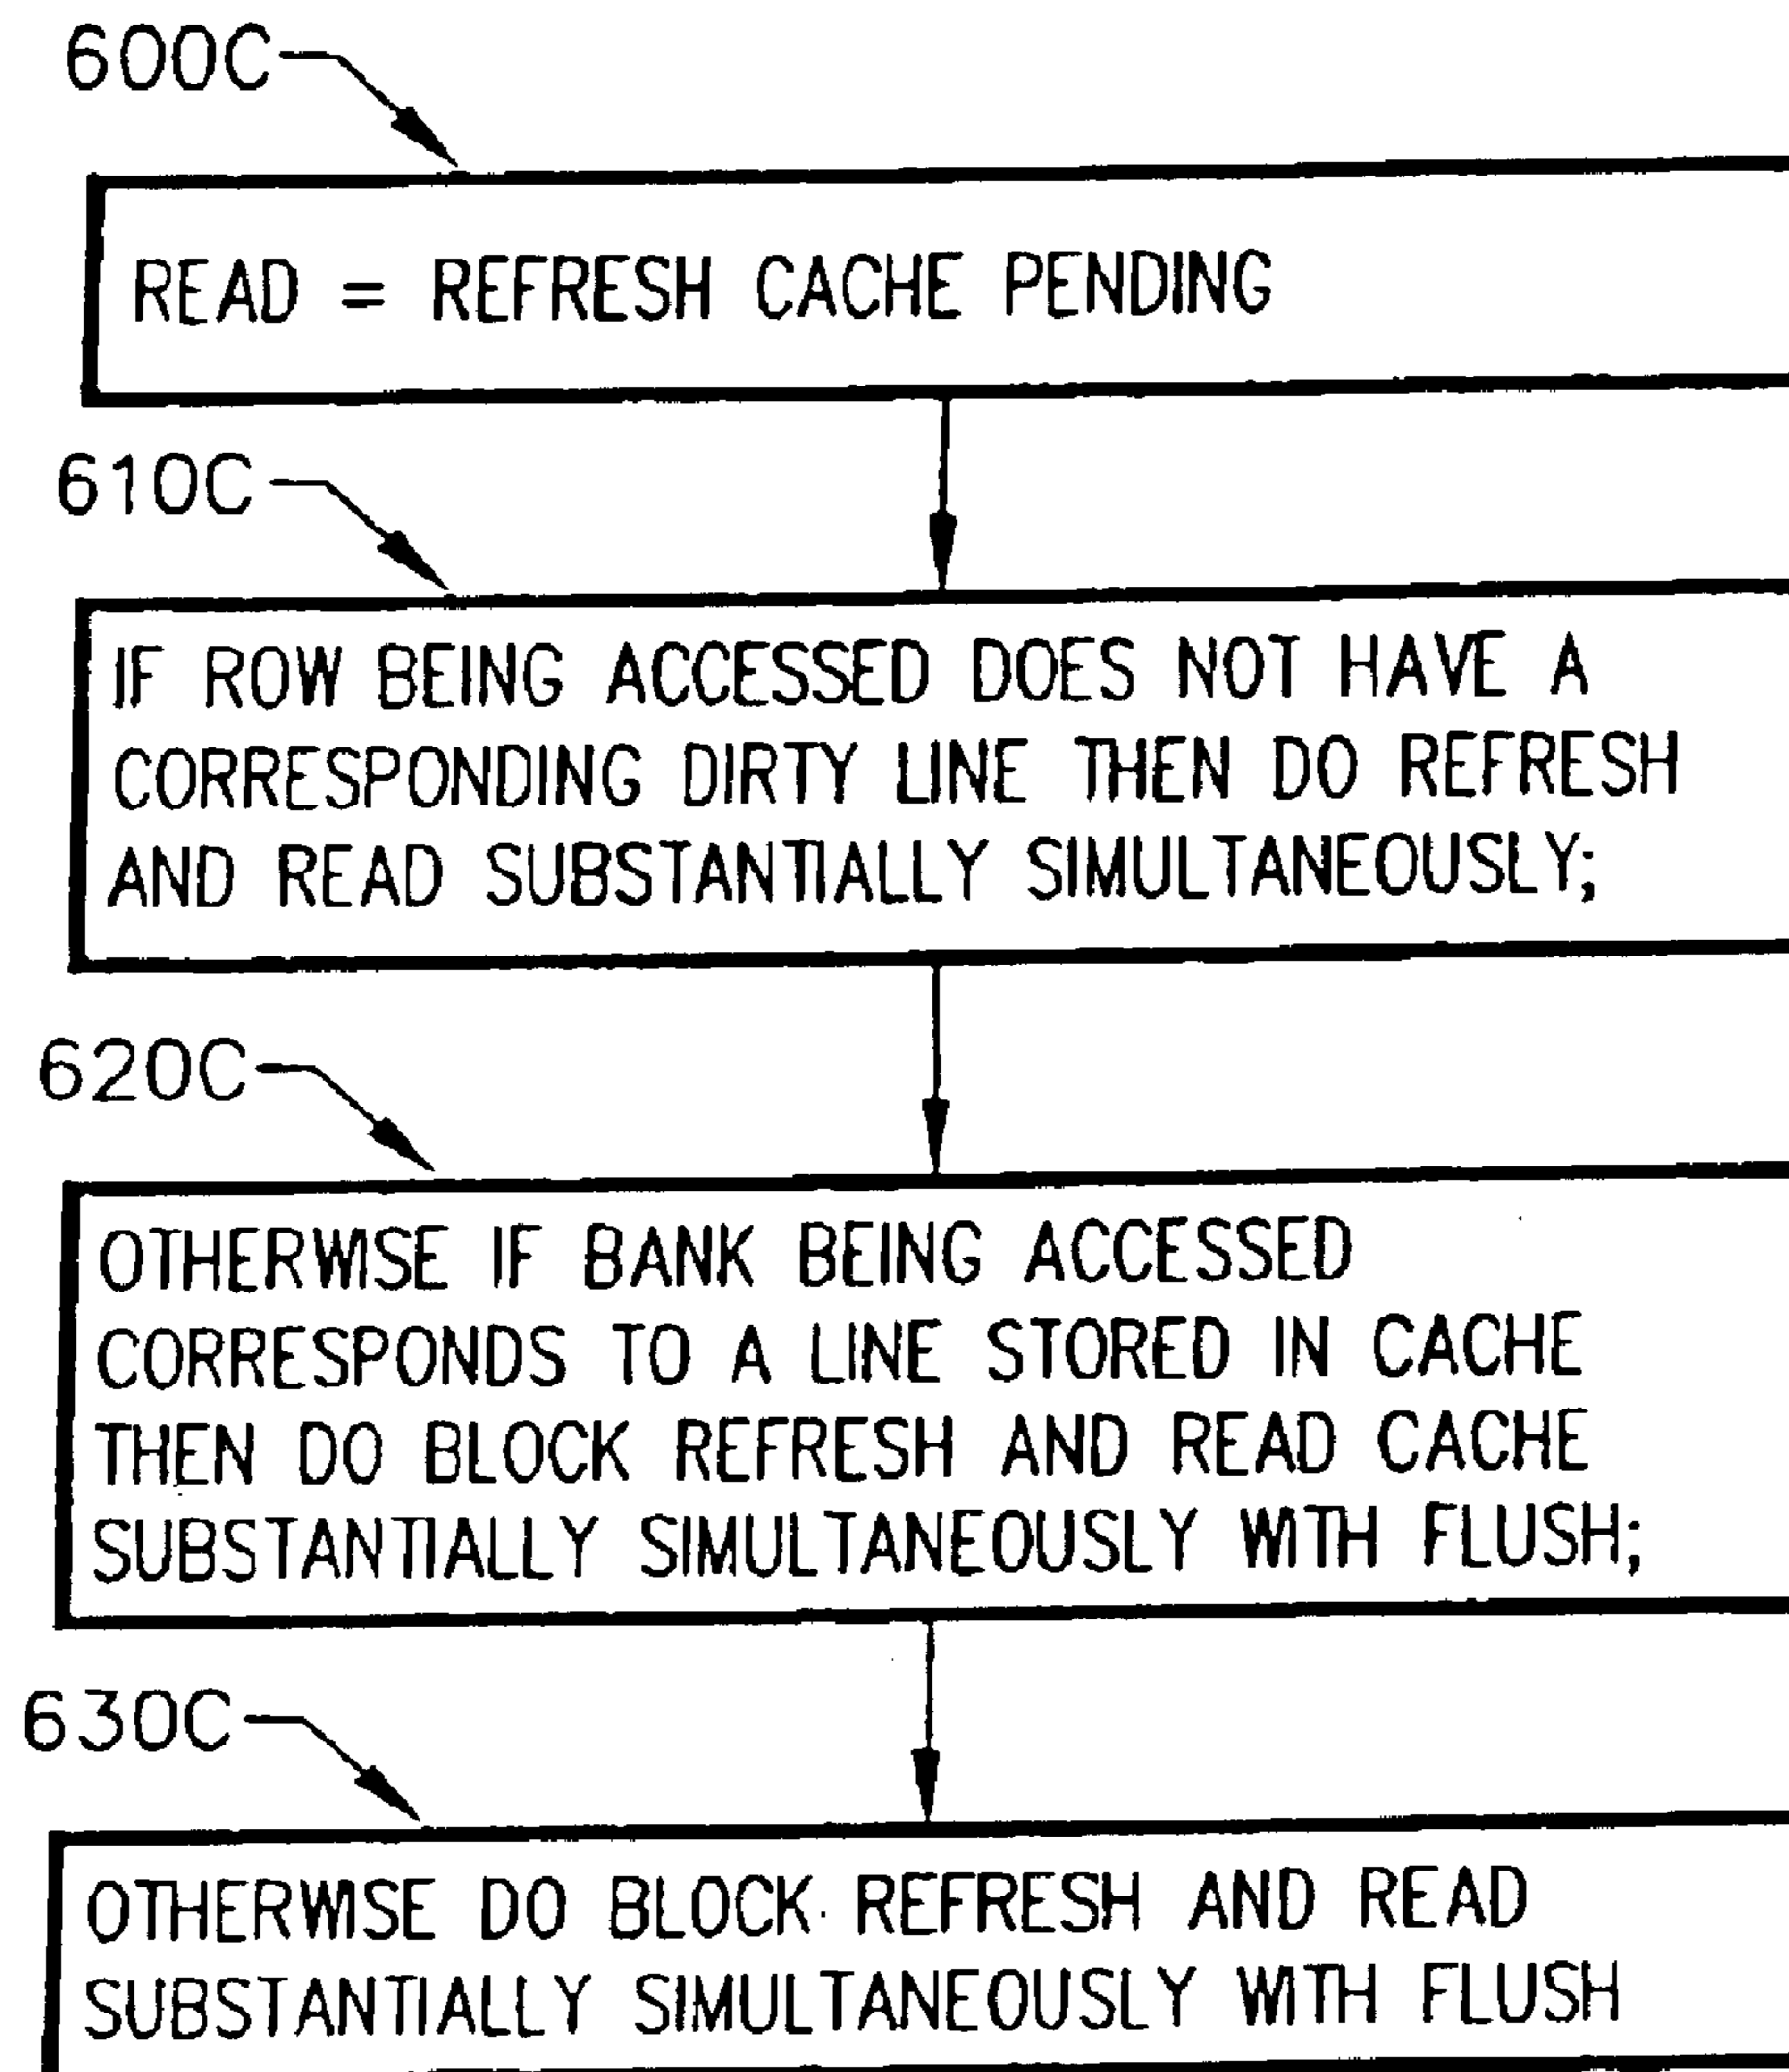 600C
READ = REFRESH CACHE PENDING
610C
IF ROW BEING ACCESSED DOES NOT HAVE A
CORRESPONDING DIRTY LINE THEN DO REFRESH
AND READ SUBSTANTIALLY SIMULTANEOUSLY;
620C
OTHERWISE IF BANK BEING ACCESSED
CORRESPONDS TO A LINE STORED IN CACHE
THEN DO BLOCK REFRESH AND READ CACHE
SUBSTANTIALLY SIMULTANEOUSLY WITH FLUSH;
630C
OTHERWISE DO BLOCK REFRESH AND READ
SUBSTANTIALLY SIMULTANEOUSLY WITH FLUSH